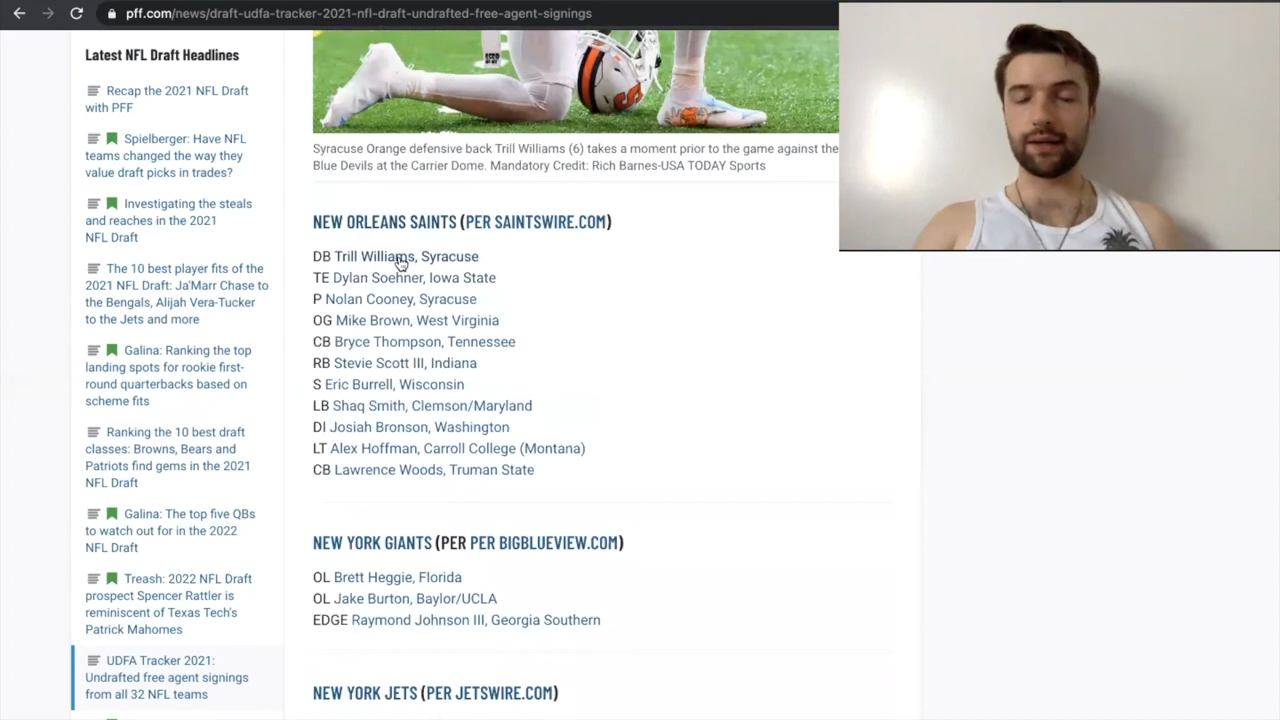 pff.com/news/draft-udfa-tracker-2021-nfl-draft-undrafted-free-agent-signings
Latest NFL Draft Headlines
Recap the 2021 NFL Draft
with PFF
Spielberger: Have NFL
teams changed the way they
value draft picks in trades?
Investigating the steals
and reaches in the 2021
NFL Draft
The 10 best player fits of the
2021 NFL Draft: Ja'Marr Chase to
the Bengals, Alijah Vera-Tucker
to the Jets and more
Galina: Ranking the top
landing spots for rookie first-
round quarterbacks based on
scheme fits
Ranking the 10 best draft
classes: Browns, Bears and
Patriots find gems in the 2021
NFL Draft
Galina: The top five QBs
to watch out for in the 2022
NFL Draft
Treash: 2022 NFL Draft
prospect Spencer Rattler is
reminiscent of Texas Tech's
Patrick Mahomes
UDFA Tracker 2021:
Undrafted free agent signings
from all 32 NFL teams
Syracuse Orange defensive back Trill Williams (6) takes a moment prior to the game against the
Blue Devils at the Carrier Dome. Mandatory Credit: Rich Barnes-USA TODAY Sports
NEW ORLEANS SAINTS (PER SAINTSWIRE.COM)
DB Trill Williams, Syracuse
TE Dylan Soehner, Iowa State
P Nolan Cooney, Syracuse
OG Mike Brown, West Virginia
CB Bryce Thompson, Tennessee
RB Stevie Scott III, Indiana
S Eric Burrell, Wisconsin
LB Shaq Smith, Clemson/Maryland
DI Josiah Bronson, Washington
LT Alex Hoffman, Carroll College (Montana)
CB Lawrence Woods, Truman State
NEW YORK GIANTS (PER PER BIGBLUEVIEW.COM)
OL Brett Heggie, Florida
OL Jake Burton, Baylor/UCLA
EDGE Raymond Johnson III, Georgia Southern
NEW YORK JETS (PER JETSWIRE.COM)